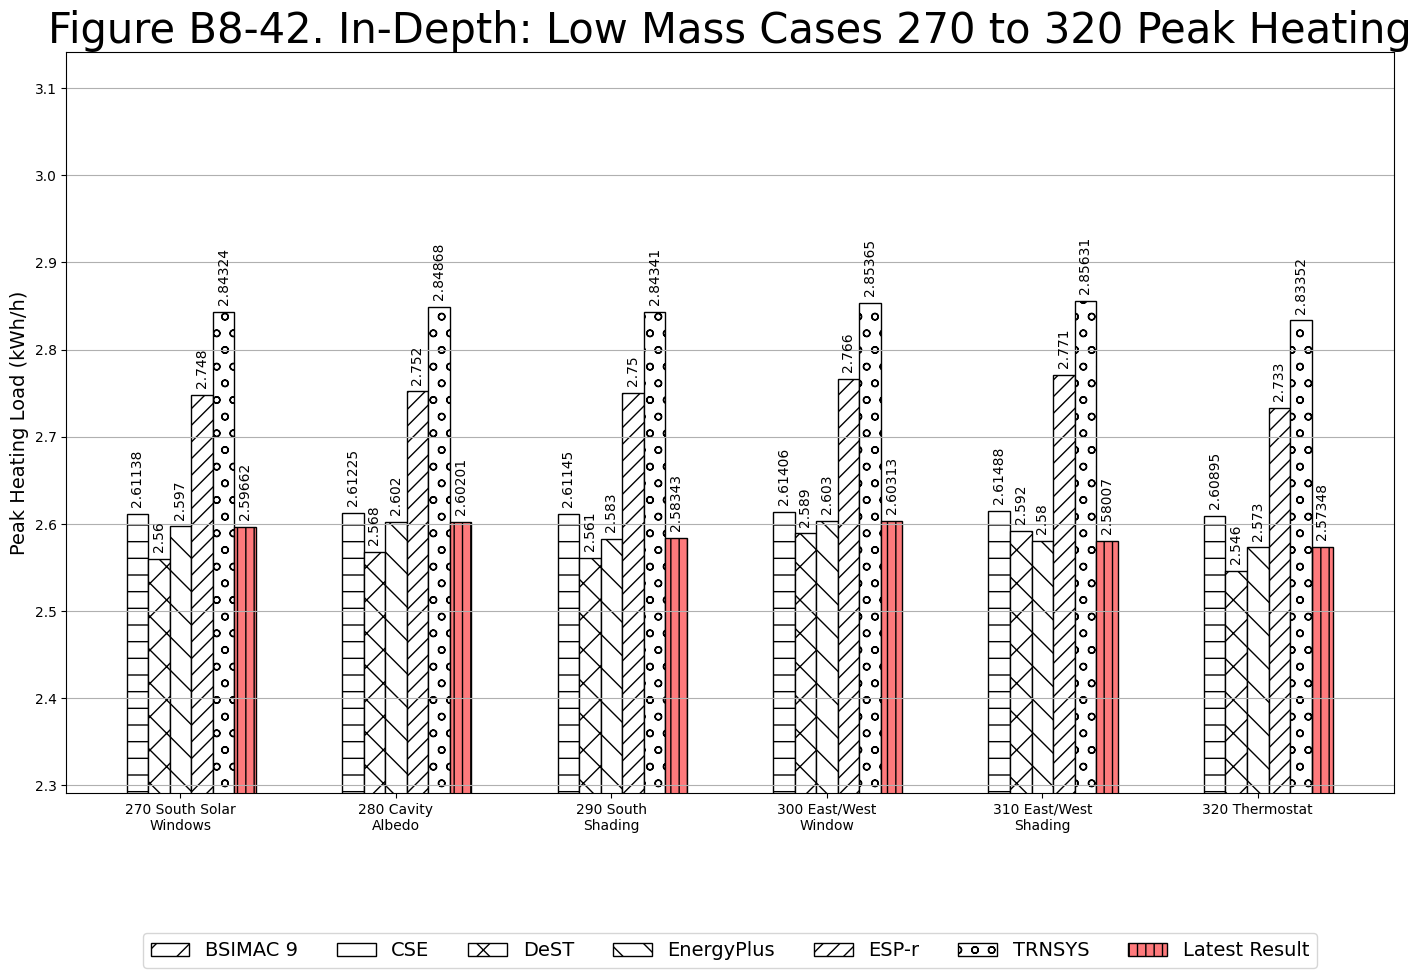 Figure B8-42. In-Depth: Low Mass Cases 270 to 320 Peak Heating
Peak Heating Load (kWh/h)
3.1
3.0
2.9
2.8
2.7
2.6
2.5
2.4
2.3
2.61138
2.56
2.597
2.748
2.84324
2.59662
2.61225
2.568
2.602
2.752
2.84868
2.60201
2.61145
2.561
2.583
2.75
2.84341
2.58343
2.61406
2.589
2.603
2.766
2.85365
2.60313
2.61488
2.592
2.58
2.771
2.85631
2.58007
2.60895
2.546
2.573
2.733
2.83352
2.57348
270 South Solar
Windows
280 Cavity
Albedo
290 South
Shading
300 East/West
Window
310 East/West
Shading
320 Thermostat
BSIMAC 9
CSE
DeST
EnergyPlus
ESP-r
TRNSYS
Latest Result